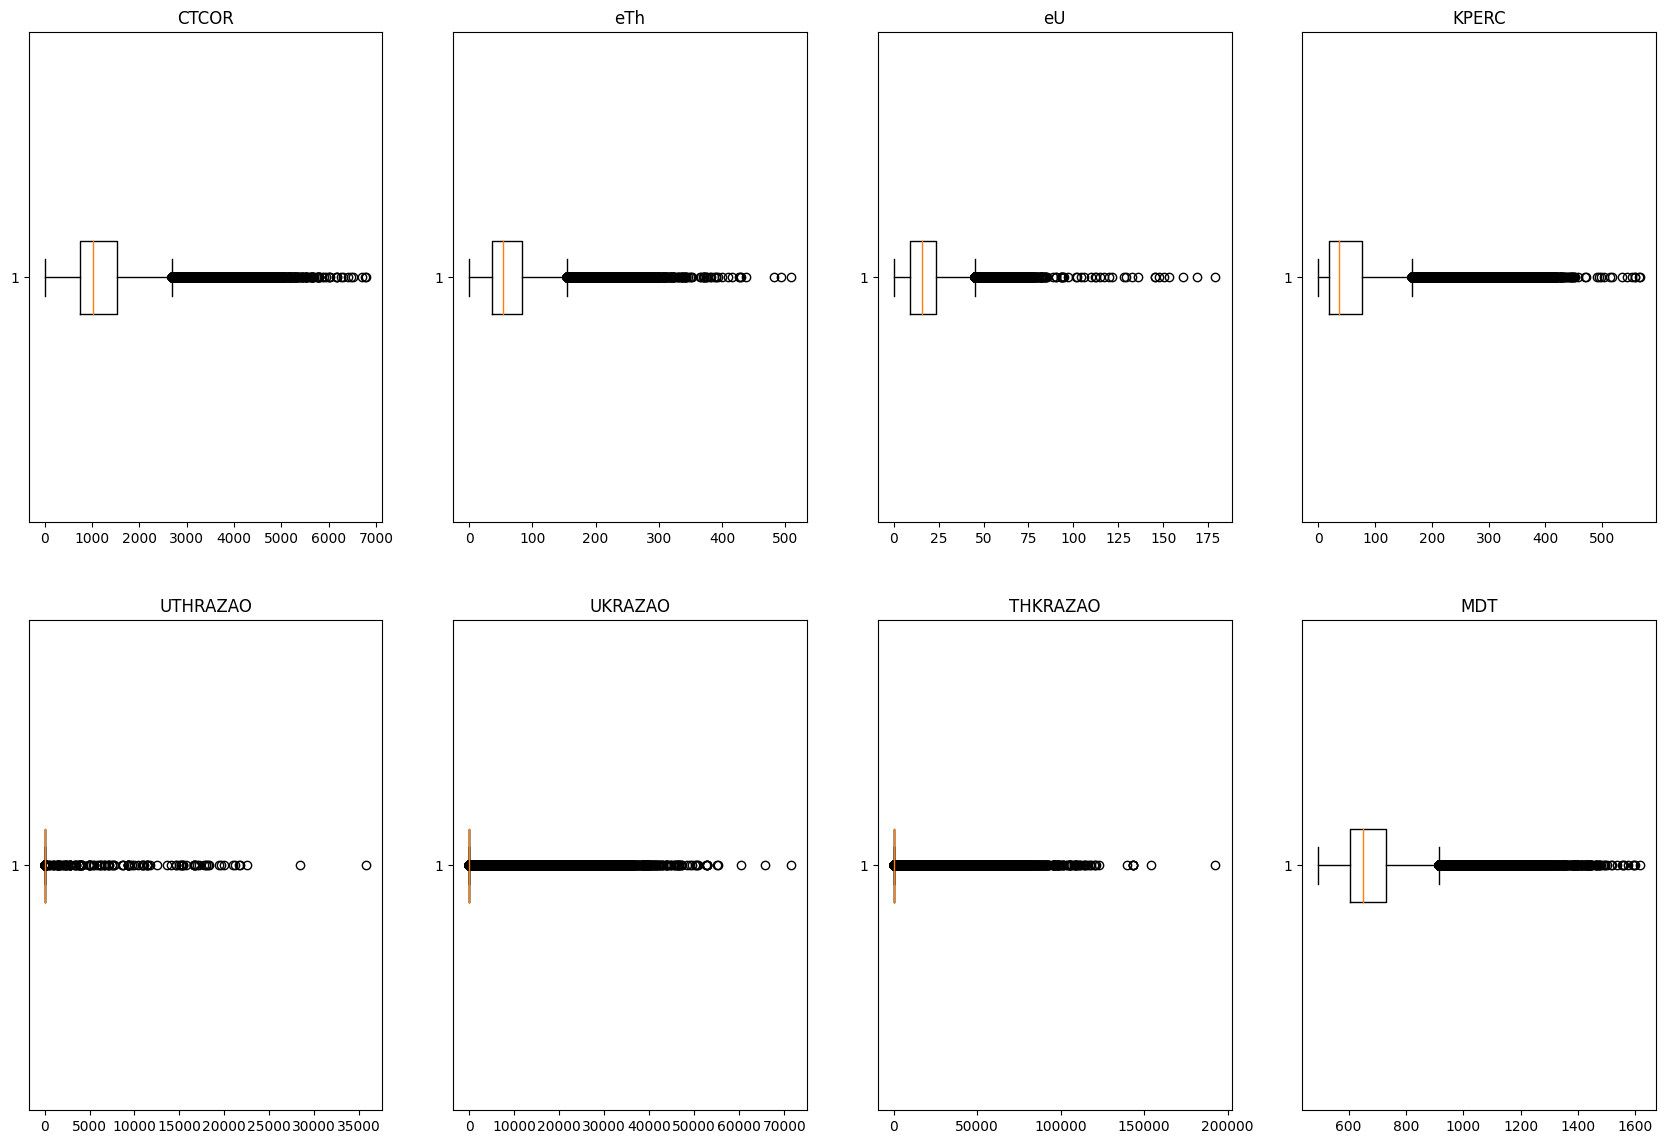 CTCOR eTh eU KPERC
1 1 1 1
0 1000 2000 3000 4000 5000 6000 7000 0 100 200 300 400 500 0 25 50 75 100 125 150 175 0 100 200 300 400 500
UTHRAZAO UKRAZAO THKRAZAO MDT
1 1 1 1
0 5000 10000 15000 20000 25000 30000 35000 0 10000 20000 30000 40000 50000 60000 70000 0 50000 100000 150000 200000 600 800 1000 1200 1400 1600